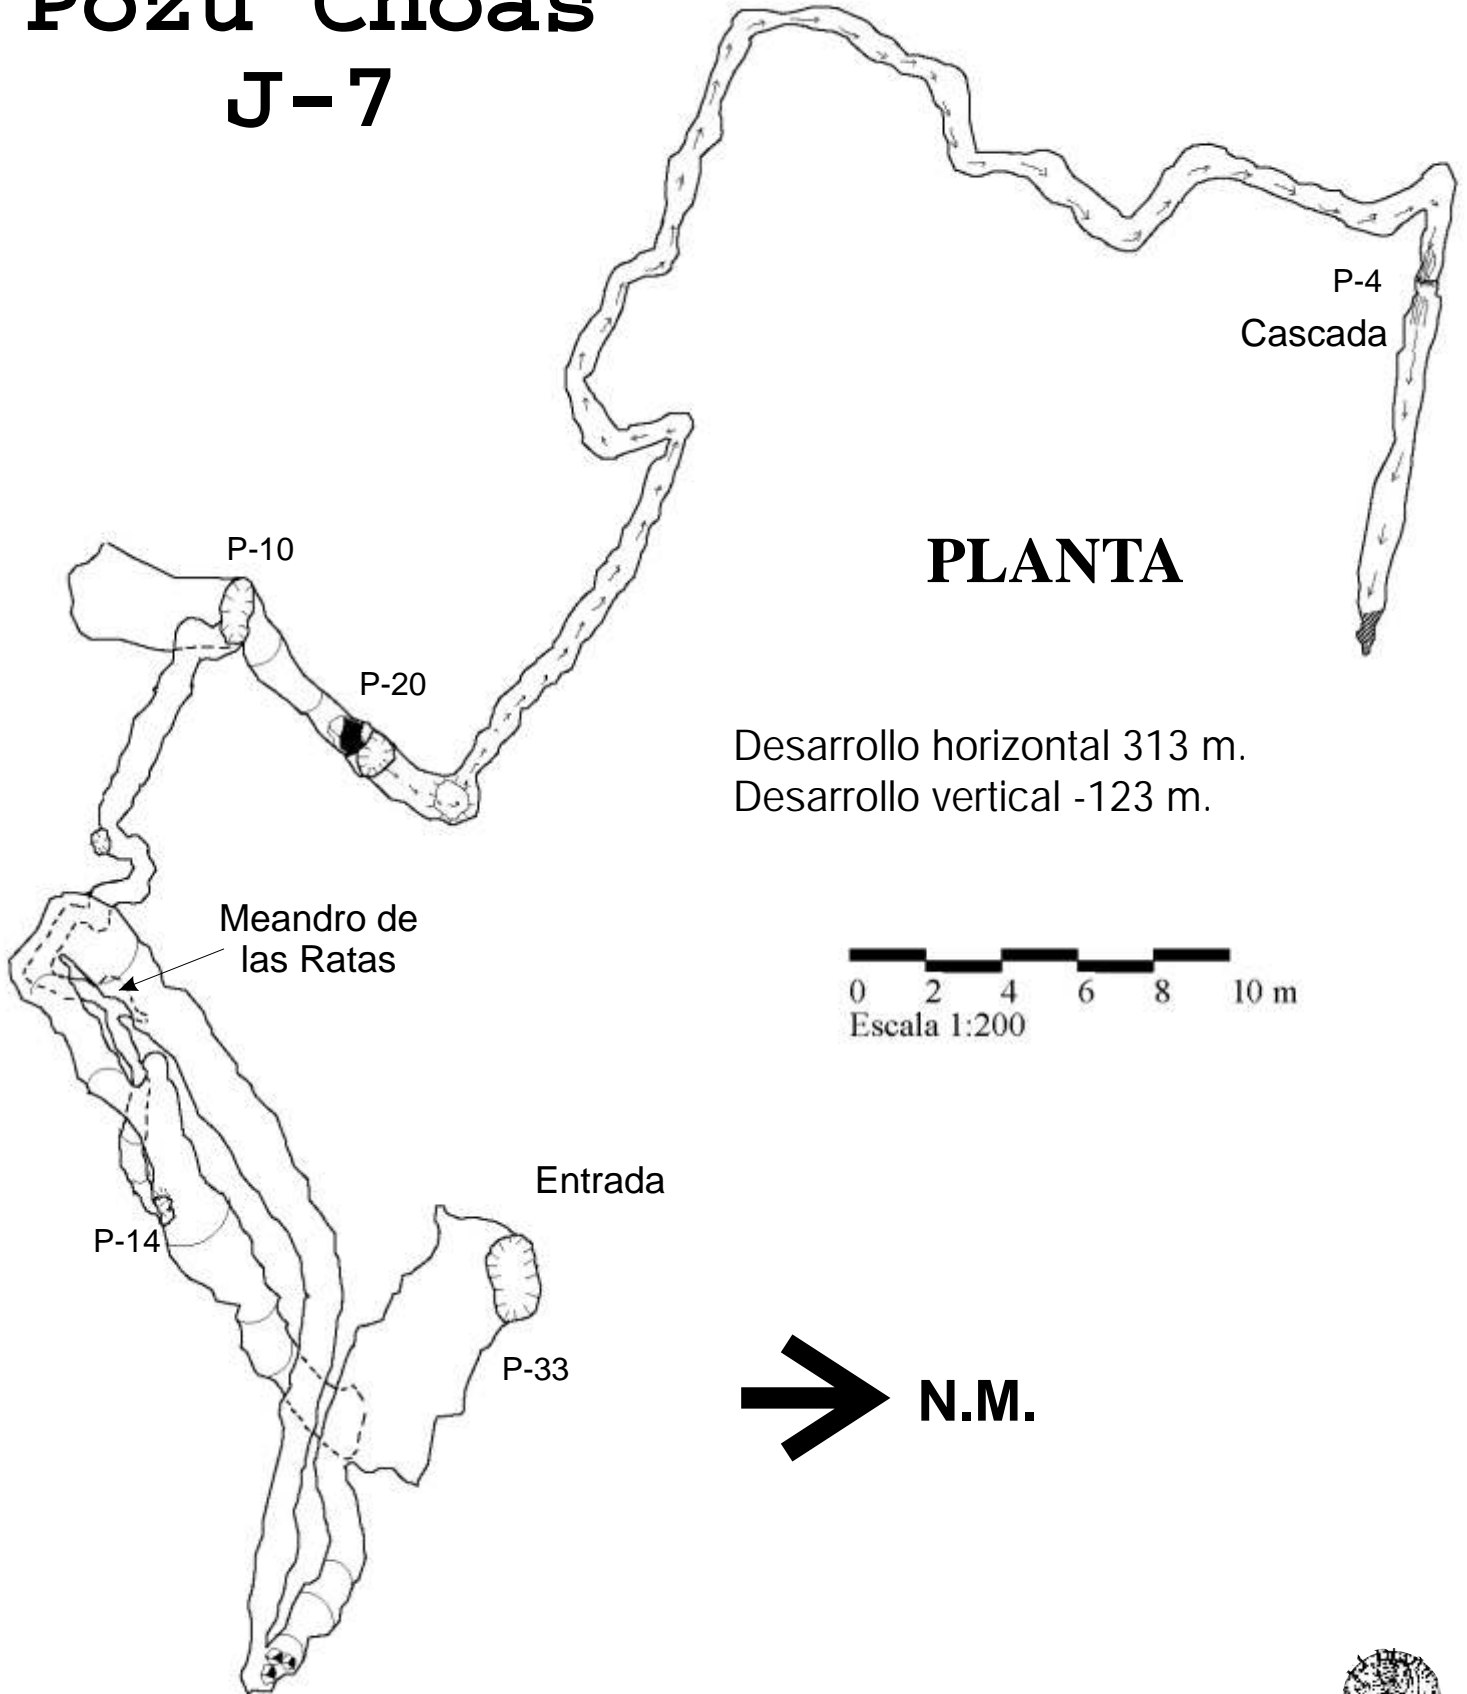 Pozu Choas
J-7
P-4
Cascada
P-10
PLANTA
P-20
Desarrollo horizontal 313 m.
Desarrollo vertical -123 m.
Meandro de
las Ratas
0 2 4 6 8 10 m
Escala 1:200
Entrada
P-14
P-33
N.M.